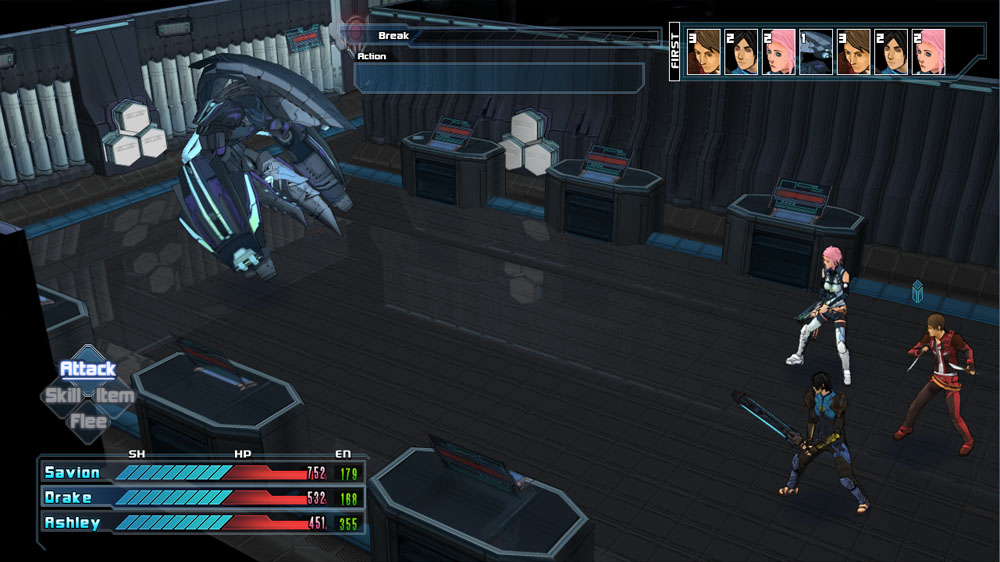 Break
Action
FIRST
3 2 2 1 3 2 2
Attack
Skill Item
Flee
SH HP EN
Savion 752 179
Drake 532 168
Ashley 451 355